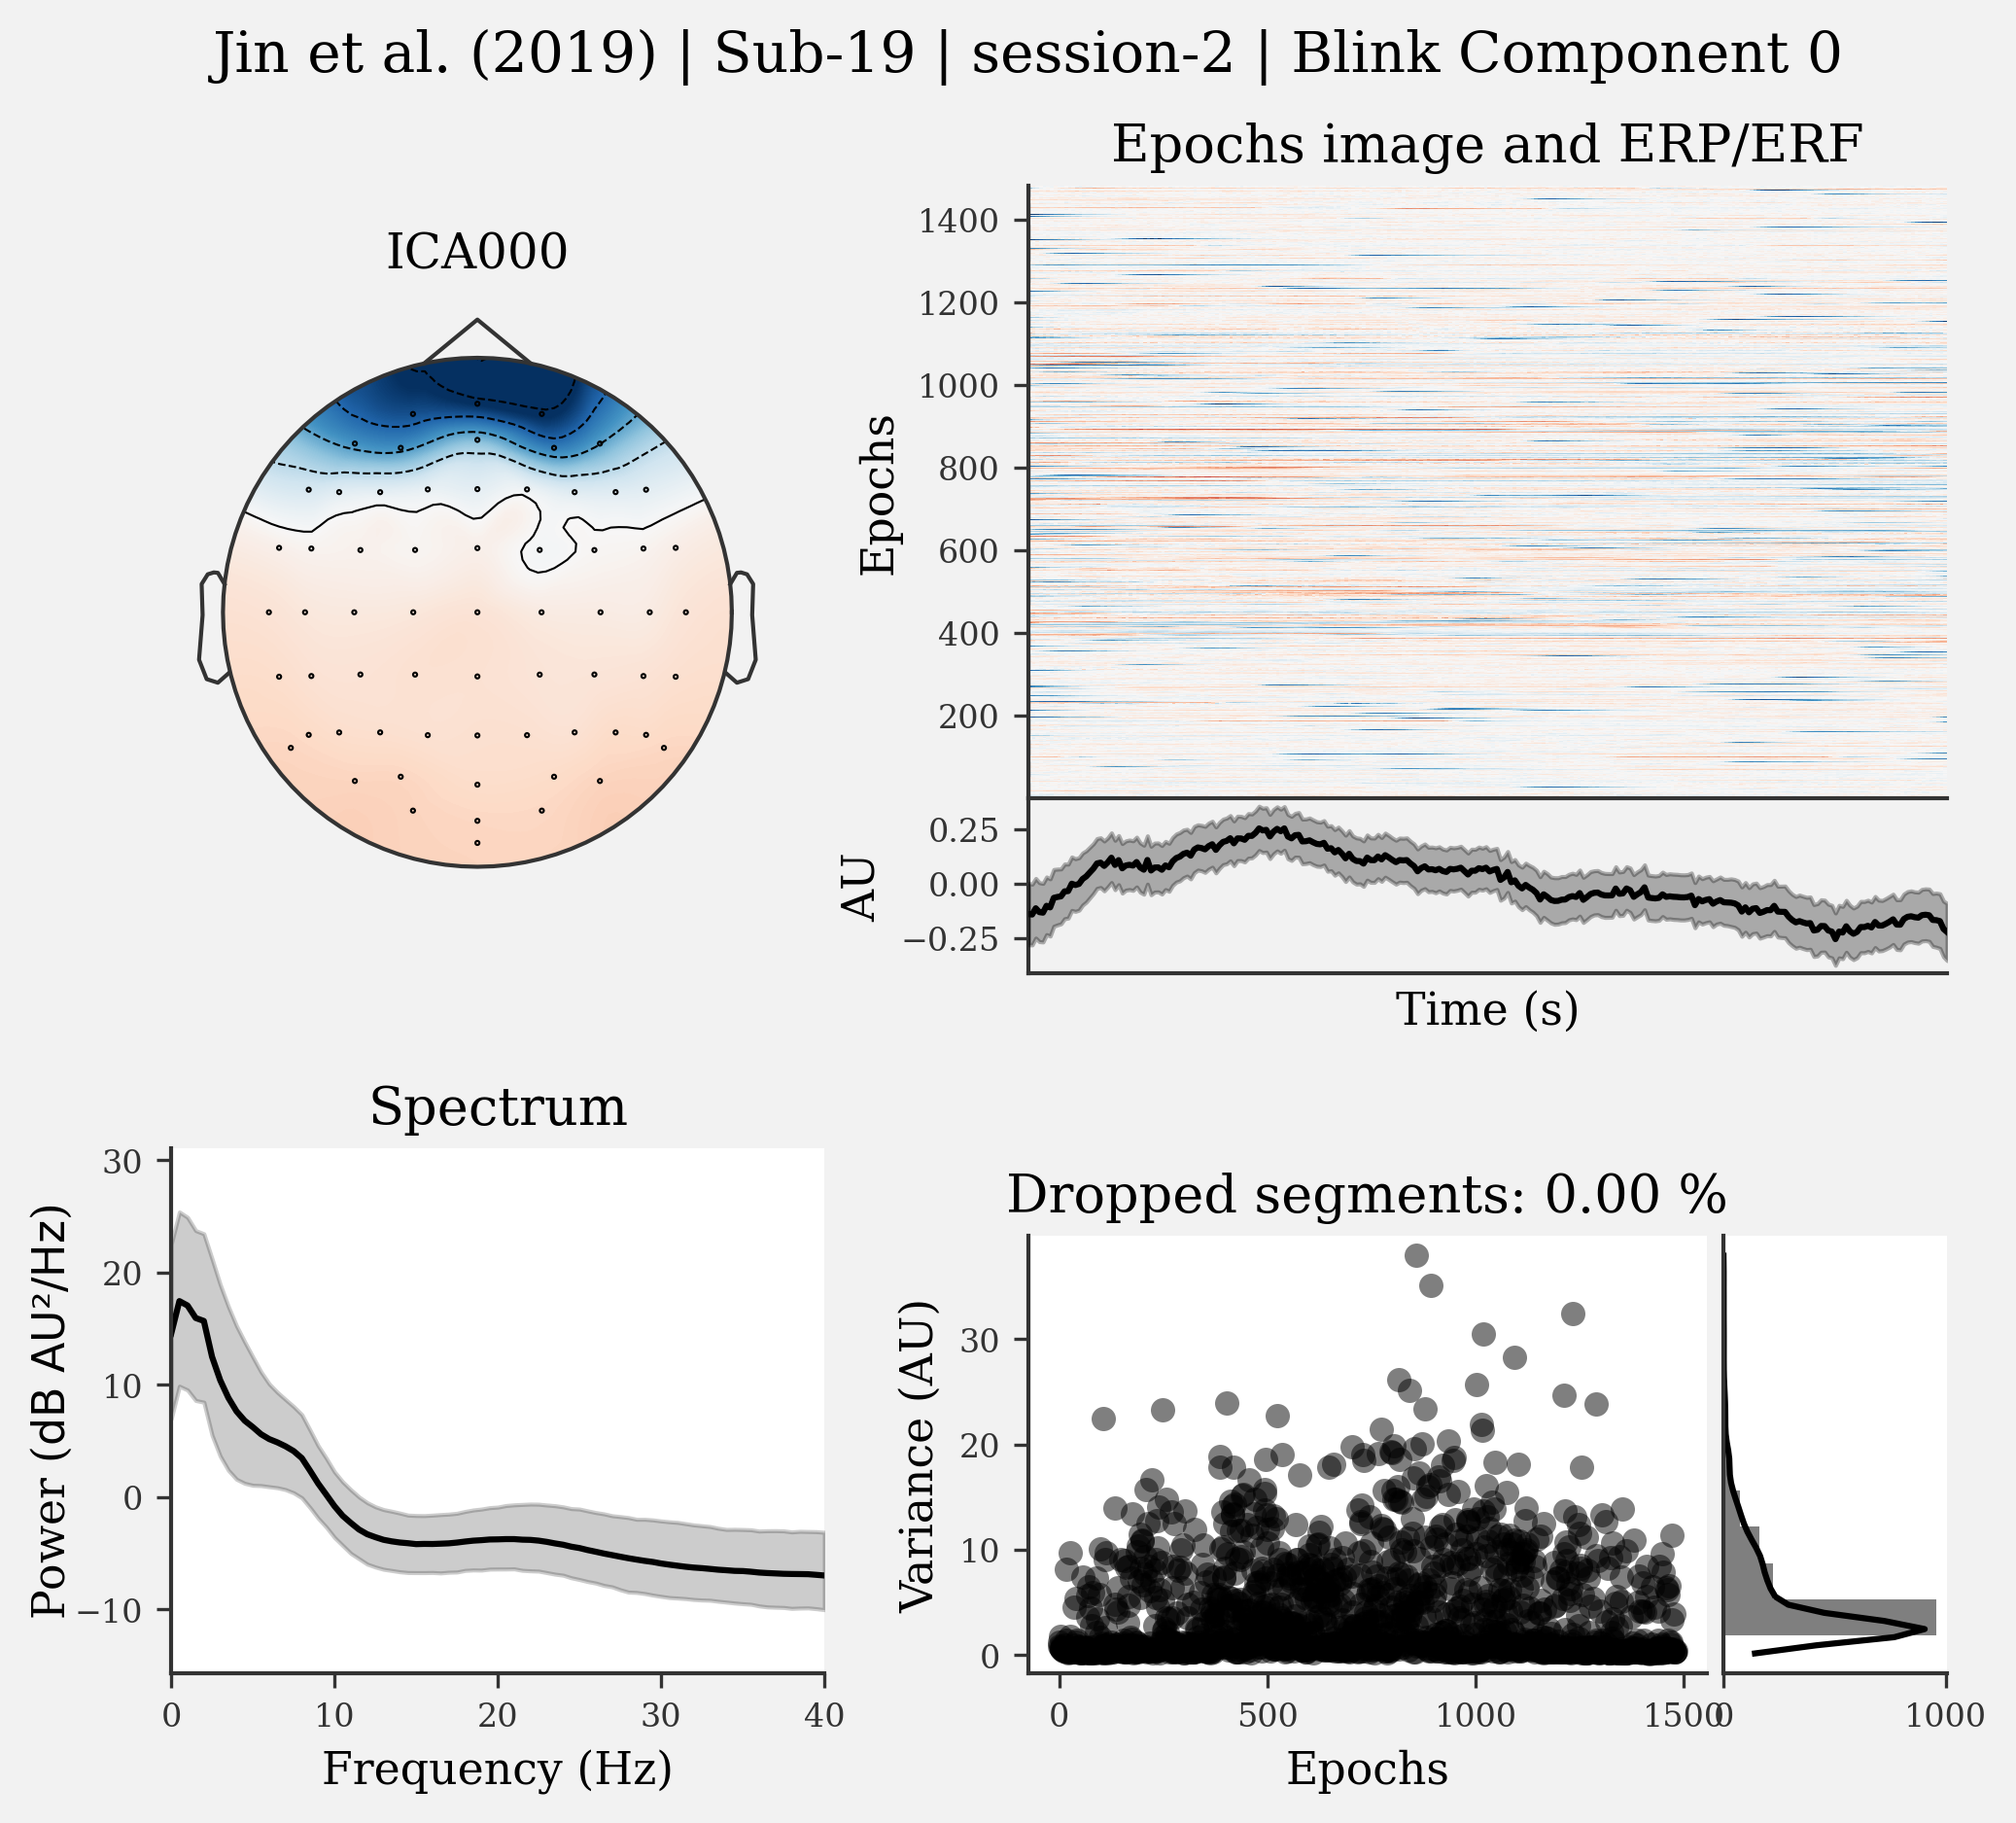 Jin et al. (2019) | Sub-19 | session-2 | Blink Component 0
ICA000
Epochs image and ERP/ERF
Epochs
1400
1200
1000
800
600
400
200
AU
0.25
0.00
−0.25
Time (s)
Spectrum
Power (dB AU²/Hz)
30
20
10
0
−10
0 10 20 30 40
Frequency (Hz)
Dropped segments: 0.00 %
Variance (AU)
30
20
10
0
0 500 1000 1500
0 1000
Epochs